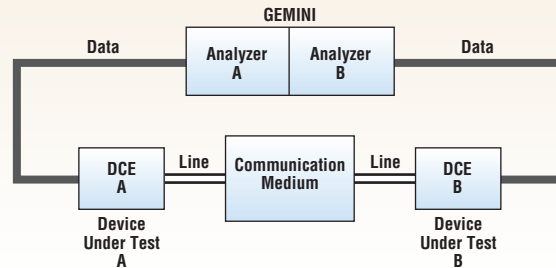 GEMINI
Data
Analyzer
A
Analyzer
B
Data
DCE
A
Line
Communication
Medium
Line
DCE
B
Device
Under Test
A
Device
Under Test
B